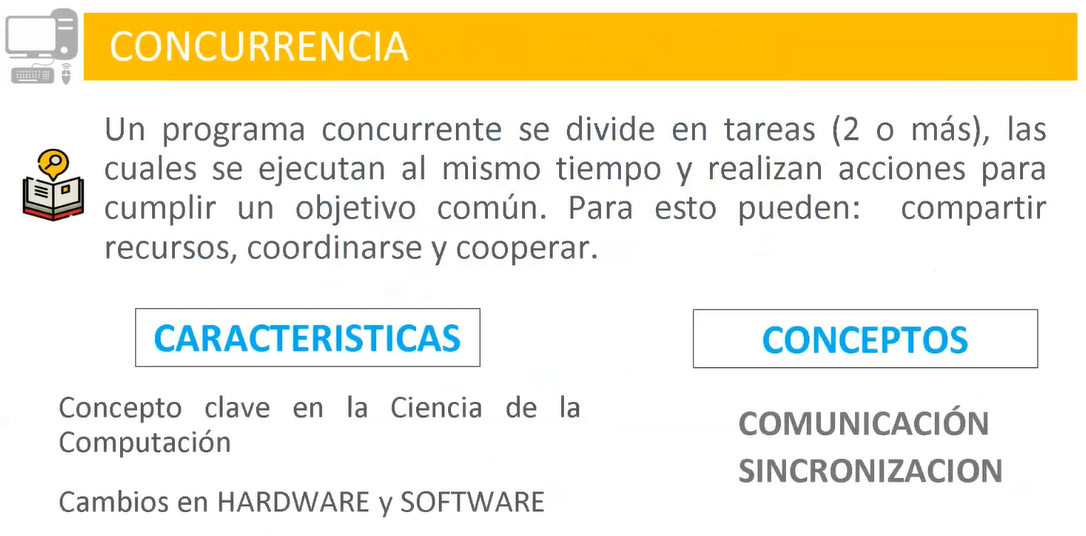 CONCURRENCIA
Un programa concurrente se divide en tareas (2 o más), las
cuales se ejecutan al mismo tiempo y realizan acciones para
cumplir un objetivo común. Para esto pueden: compartir
recursos, coordinarse y cooperar.
CARACTERISTICAS
Concepto clave en la Ciencia de la
Computación
Cambios en HARDWARE y SOFTWARE
CONCEPTOS
COMUNICACIÓN
SINCRONIZACION